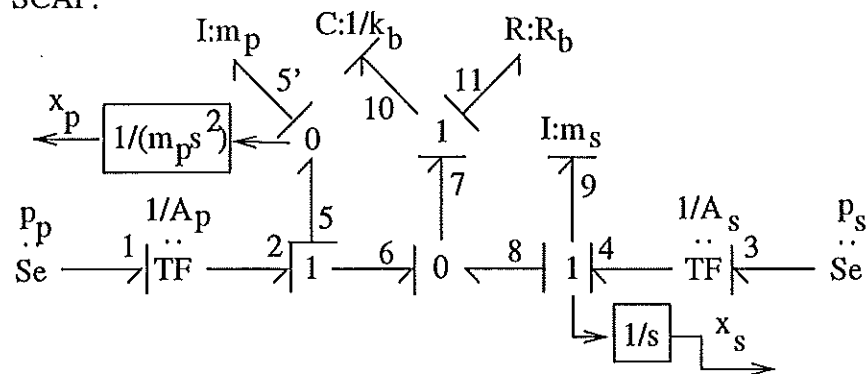 SCAP:
I:m_p C:1/k_b R:R_b
5' 10 11
x_p 1/(m_p s^2) 0 1 I:m_s
5 7 9
p_p 1/A_p 1/A_s p_s
Se 1 TF 2 1 6 0 8 1 4 TF 3 Se
1/s x_s